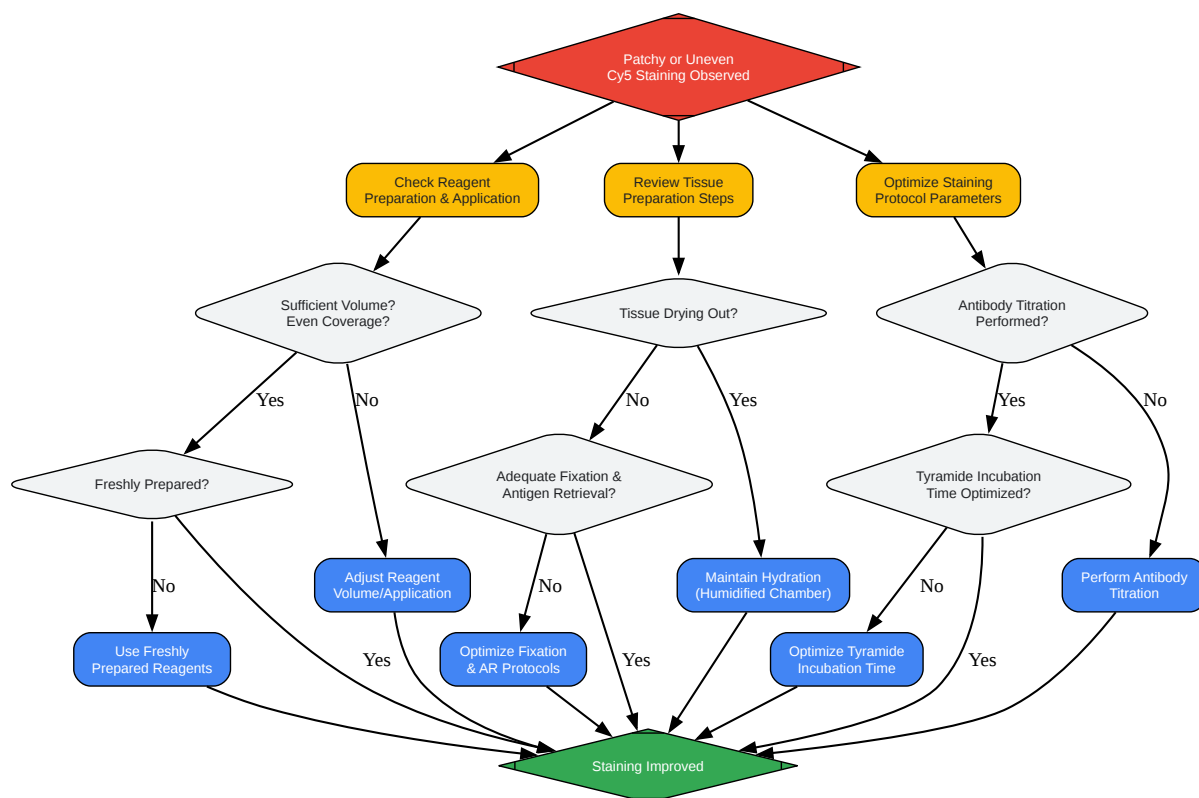 Patchy or Uneven
Cy5 Staining Observed
Check Reagent
Preparation & Application
Review Tissue
Preparation Steps
Optimize Staining
Protocol Parameters
Sufficient Volume?
Even Coverage?
Tissue Drying Out?
Antibody Titration
Performed?
Yes
No
No
Yes
Yes
No
Freshly Prepared?
Adequate Fixation &
Antigen Retrieval?
Tyramide Incubation
Time Optimized?
No
Adjust Reagent
Volume/Application
No
Maintain Hydration
(Humidified Chamber)
No
Perform Antibody
Titration
Use Freshly
Prepared Reagents
Yes
Optimize Fixation
& AR Protocols
Yes
Optimize Tyramide
Incubation Time
Yes
Staining Improved